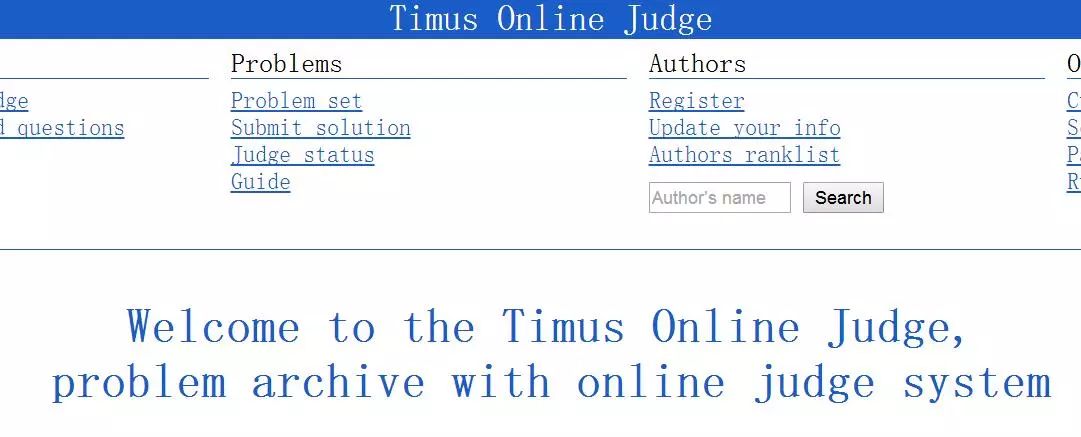 Timus Online Judge
Problems
Problem set
Submit solution
Judge status
Guide
Authors
Register
Update your info
Authors ranklist
Author's name
Search
questions
Welcome to the Timus Online Judge,
problem archive with online judge system